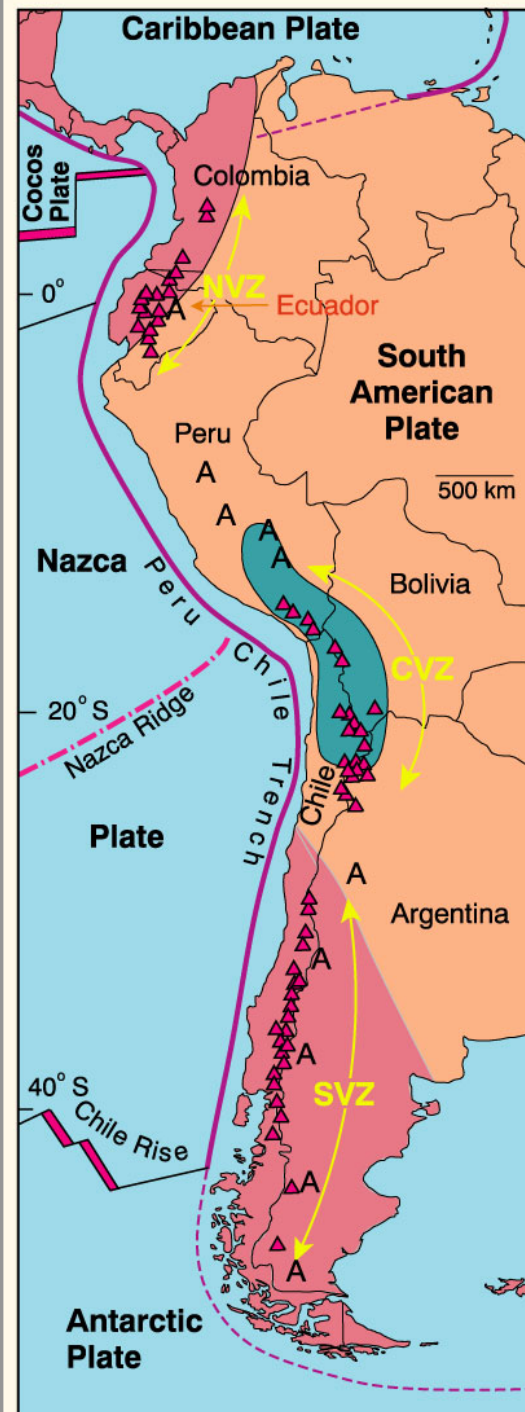 Caribbean Plate
Cocos
Plate
Colombia
0°
NVZ
A
Ecuador
South
American
Plate
500 km
Peru
A
A
A
A
Nazca
Peru
Chile
Trench
Bolivia
CVZ
20° S
Nazca Ridge
Chile
Plate
A
Argentina
A
A
SVZ
40° S
Chile Rise
A
A
Antarctic
Plate